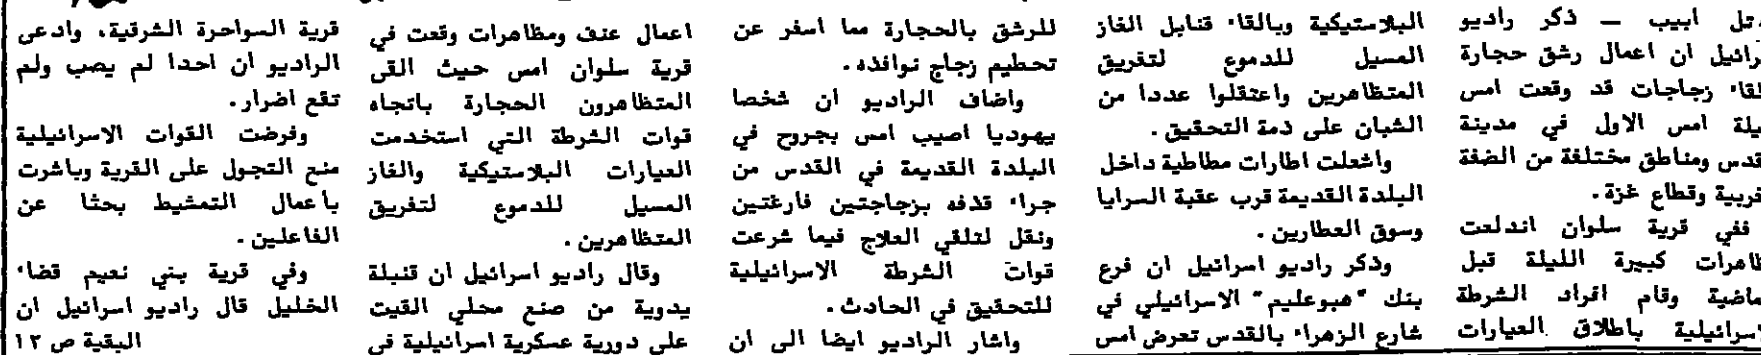 تل ابيب — ذكر راديو
رائيل ان اعمال رشق حجارة
لقاء زجاجات قد وقعت امس
يلة امس الاول في مدينة
قدس ومناطق مختلفة من الضفة
غربية وقطاع غزة.
ففي قرية سلوان اندلعت
ظاهرات كبيرة الليلة قبل
ماضية وقام افراد الشرطة
اسرائيلية باطلاق العيارات
البلاستيكية وبالقاء قنابل الغاز
المسيل للدموع لتفريق
المتظاهرين واعتقلوا عددا من
الشبان على ذمة التحقيق.
واشعلت اطارات مطاطية داخل
البلدة القديمة قرب عقبة السرايا
وسوق العطارين.
وذكر راديو اسرائيل ان فرع
بنك "هبوعليم" الاسرائيلي في
شارع الزهراء بالقدس تعرض امس
للرشق بالحجارة مما اسفر عن
تحطيم زجاج نوافذه.
واضاف الراديو ان شخصا
يهوديا اصيب امس بجروح في
البلدة القديمة في القدس من
جراء قذفه بزجاجتين فارغتين
ونقل لتلقي العلاج فيما شرعت
قوات الشرطة الاسرائيلية
للتحقيق في الحادث.
واشار الراديو ايضا الى ان
اعمال عنف ومظاهرات وقعت في
قرية سلوان امس حيث القى
المتظاهرون الحجارة باتجاه
قوات الشرطة التي استخدمت
العيارات البلاستيكية والغاز
المسيل للدموع لتفريق
المتظاهرين.
وقال راديو اسرائيل ان قنبلة
يدوية من صنع محلي القيت
على دورية عسكرية اسرائيلية في
قرية السواحرة الشرقية، وادعى
الراديو ان احدا لم يصب ولم
تقع اضرار.
وفرضت القوات الاسرائيلية
منع التجول على القرية وباشرت
بأعمال التمشيط بحثا عن
الفاعلين.
وفي قرية بني نعيم قضاء
الخليل قال راديو اسرائيل ان
البقية ص ١٢